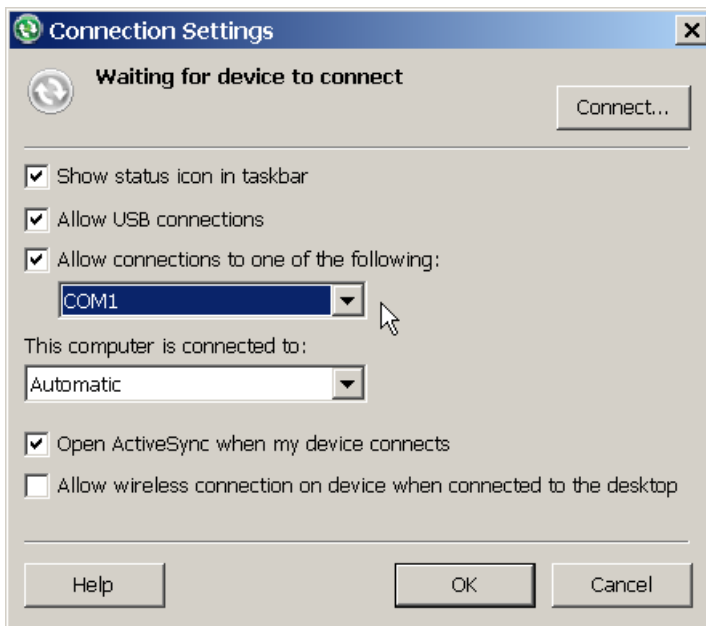 Connection Settings
Waiting for device to connect
Connect...
Show status icon in taskbar
Allow USB connections
Allow connections to one of the following:
COM1
This computer is connected to:
Automatic
Open ActiveSync when my device connects
Allow wireless connection on device when connected to the desktop
Help OK Cancel